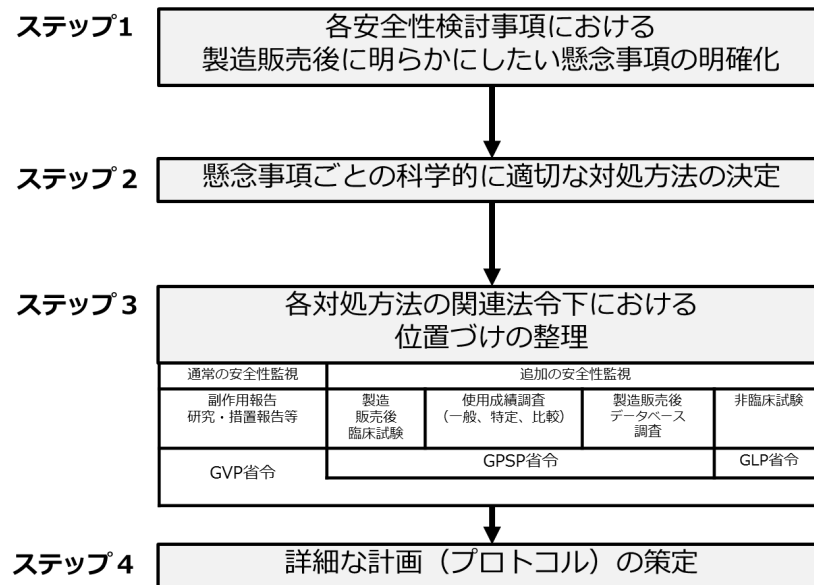 ステップ1
各安全性検討事項における
製造販売後に明らかにしたい懸念事項の明確化
ステップ2
懸念事項ごとの科学的に適切な対処方法の決定
ステップ3
各対処方法の関連法令下における
位置づけの整理
通常の安全性監視
追加の安全性監視
副作用報告
研究・措置報告等
製造
販売後
臨床試験
使用成績調査
（一般、特定、比較）
製造販売後
データベース
調査
非臨床試験
GVP省令
GPSP省令
GLP省令
ステップ4
詳細な計画（プロトコル）の策定